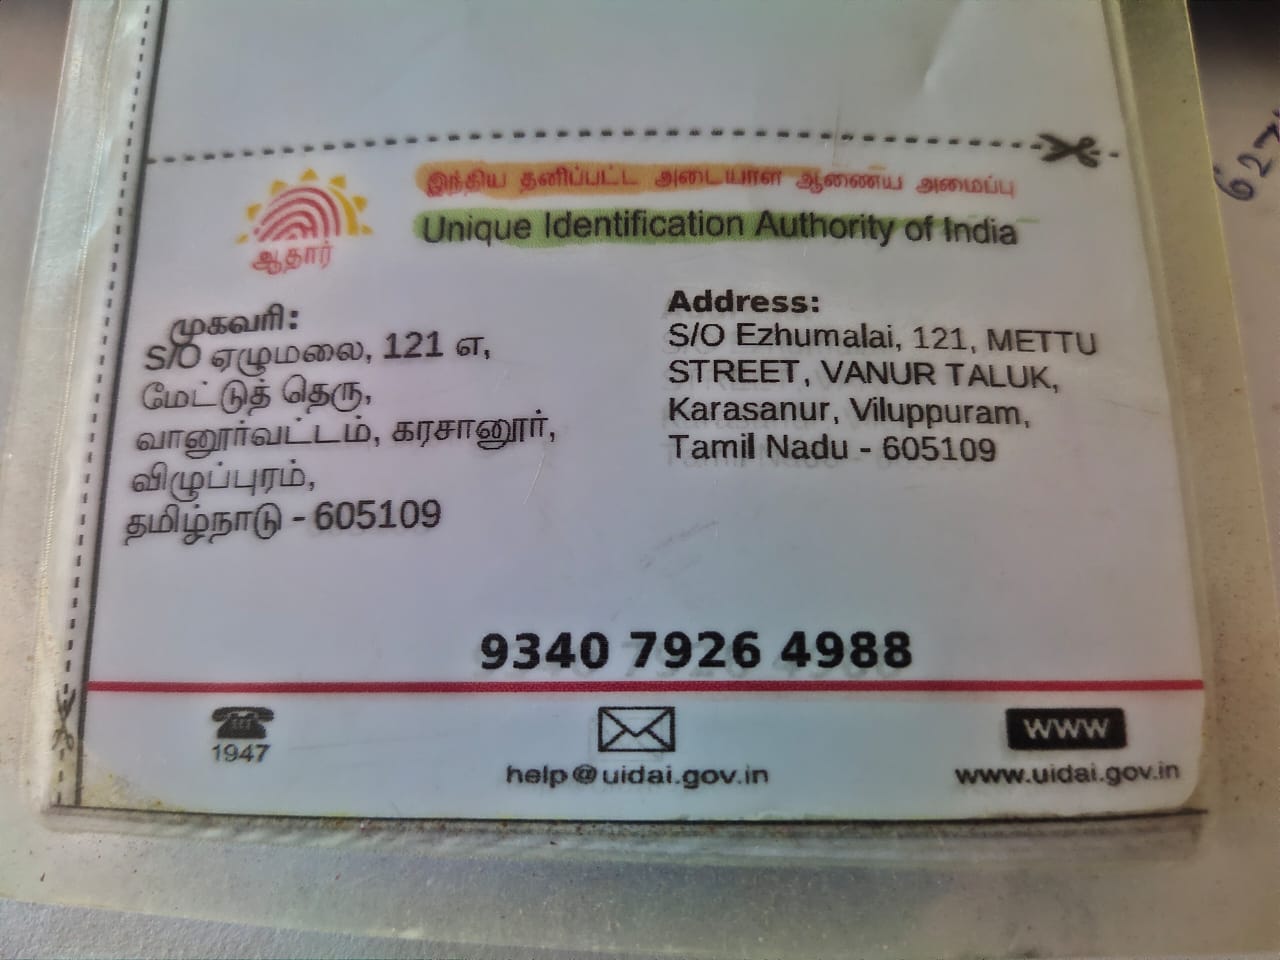 இந்திய தனிப்பட்ட அடையாள ஆணைய அமைப்பு
Unique Identification Authority of India
ஆதார்
முகவரி:
S/O ஏழுமலை, 121 எ,
மேட்டுத் தெரு,
வானூர்வட்டம், கரசானூர்,
விழுப்புரம்,
தமிழ்நாடு - 605109
Address:
S/O Ezhumalai, 121, METTU
STREET, VANUR TALUK,
Karasanur, Viluppuram,
Tamil Nadu - 605109
9340 7926 4988
1947
help@uidai.gov.in
WWW
www.uidai.gov.in
627